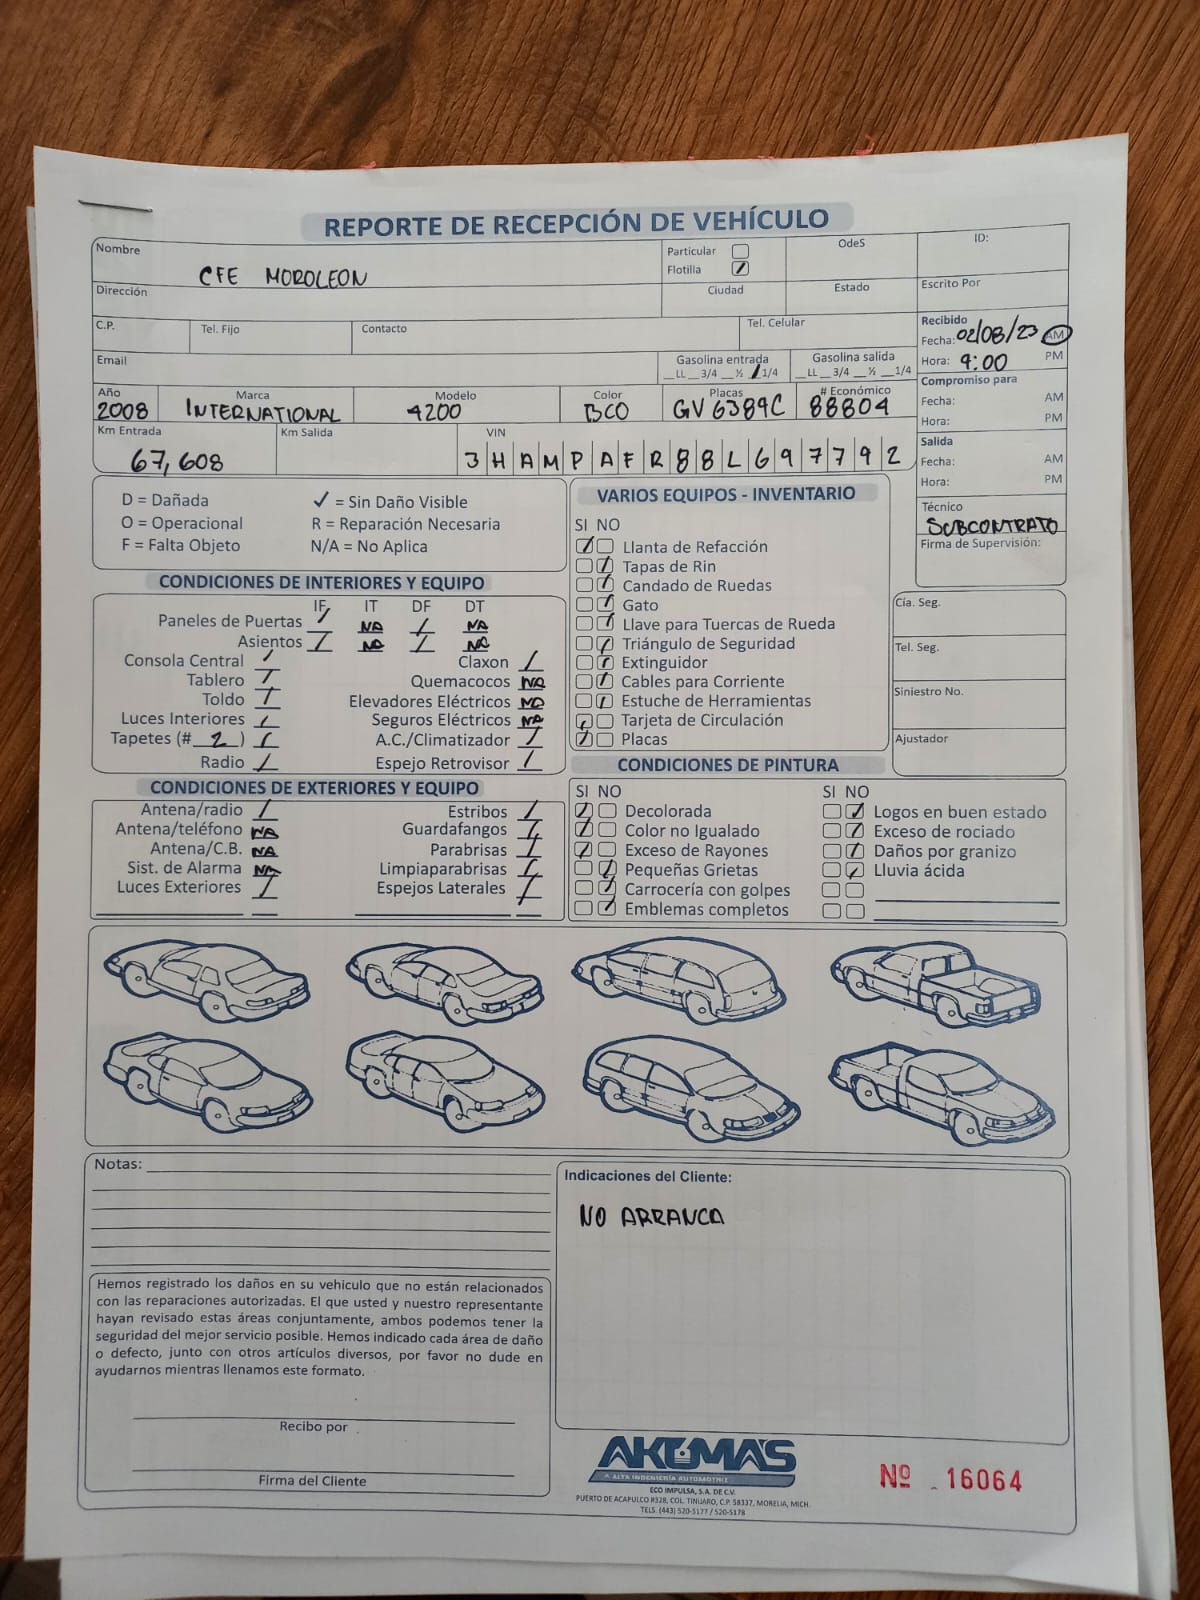 REPORTE DE RECEPCIÓN DE VEHÍCULO
Nombre CFE MOROLEON
Particular
Flotilla
OdeS
ID:
Dirección
Ciudad
Estado
Escrito Por
C.P.
Tel. Fijo
Contacto
Tel. Celular
Recibido
Fecha: 02/08/23 AM
Hora: 9:00 PM
Email
Gasolina entrada
__LL __3/4 __½ __1/4
Gasolina salida
__LL __3/4 __½ __1/4
Compromiso para
Fecha: AM
Hora: PM
Año 2008
Marca INTERNATIONAL
Modelo 4200
Color BCO
Placas GV6389C
# Económico 88804
Km Entrada 67,608
Km Salida
VIN 3HAMPAFR88L697792
Salida
Fecha: AM
Hora: PM
Técnico
SUBCONTRATO
Firma de Supervisión:
D = Dañada ✓ = Sin Daño Visible
O = Operacional R = Reparación Necesaria
F = Falta Objeto N/A = No Aplica
CONDICIONES DE INTERIORES Y EQUIPO
IF IT DF DT
Paneles de Puertas / NA / NA
Asientos / NA / NA
Consola Central /
Tablero /
Toldo /
Luces Interiores /
Tapetes (# 2 ) /
Radio /
Claxon /
Quemacocos NA
Elevadores Eléctricos NA
Seguros Eléctricos NA
A.C./Climatizador /
Espejo Retrovisor /
VARIOS EQUIPOS - INVENTARIO
SI NO
Llanta de Refacción
Tapas de Rin
Candado de Ruedas
Gato
Llave para Tuercas de Rueda
Triángulo de Seguridad
Extinguidor
Cables para Corriente
Estuche de Herramientas
Tarjeta de Circulación
Placas
Cía. Seg.
Tel. Seg.
Siniestro No.
Ajustador
CONDICIONES DE EXTERIORES Y EQUIPO
Antena/radio /
Antena/teléfono NA
Antena/C.B. NA
Sist. de Alarma NA
Luces Exteriores /
Estribos /
Guardafangos /
Parabrisas /
Limpiaparabrisas /
Espejos Laterales /
CONDICIONES DE PINTURA
SI NO
Decolorada
Color no Igualado
Exceso de Rayones
Pequeñas Grietas
Carrocería con golpes
Emblemas completos
SI NO
Logos en buen estado
Exceso de rociado
Daños por granizo
Lluvia ácida
Notas:
Indicaciones del Cliente:
NO ARRANCA
Hemos registrado los daños en su vehiculo que no están relacionados
con las reparaciones autorizadas. El que usted y nuestro representante
hayan revisado estas áreas conjuntamente, ambos podemos tener la
seguridad del mejor servicio posible. Hemos indicado cada área de daño
o defecto, junto con otros artículos diversos, por favor no dude en
ayudarnos mientras llenamos este formato.
Recibo por
Firma del Cliente
AKUMAS
ALTA INGENIERÍA AUTOMOTRIZ
ECO IMPULSA, S.A. DE C.V.
PUERTO DE ACAPULCO #328, COL. TINIJARO, C.P. 58337, MORELIA, MICH.
TELS. (443) 520-5177 / 520-5178
Nº 16064